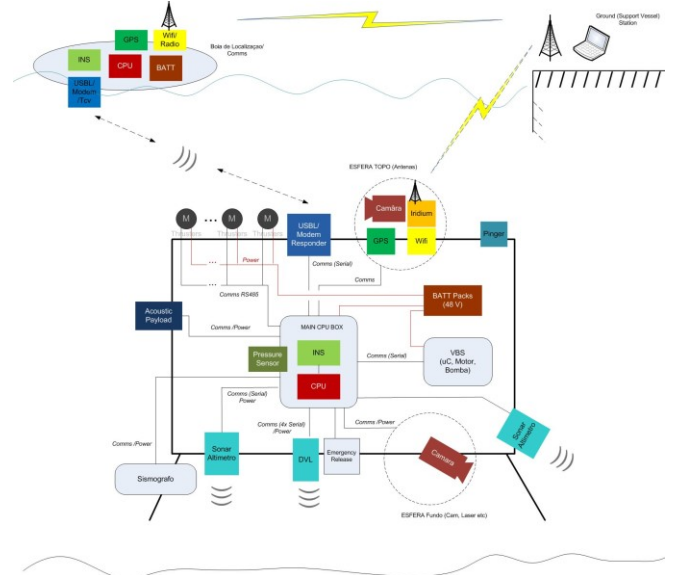 Wifi/
Radio
GPS
Boia de Localizaçao/
Comms
INS
CPU
BATT
USBL/
Modem
/Tcv
Ground (Support Vessel)
Station
ESFERA TOPO (Antenas)
Camâra
Iridium
GPS
Wifi
M
...
M
M
Thrusters
Thrusters
Thrusters
USBL/
Modem
Responder
Pinger
Power
...
Comms (Serial)
Comms
Comms RS485
BATT Packs
(48 V)
Acoustic
Payload
Comms /Power
MAIN CPU BOX
INS
CPU
Pressure
Sensor
Comms (Serial)
VBS
(uC, Motor,
Bomba)
Comms (Serial)
Power
Comms (4x Serial)
/Power
Comms /Power
Comms /Power
Sonar
Altimetro
DVL
Emergency
Release
Camara
Sonar
Altimetro
Sismografo
ESFERA Fundo (Cam, Laser etc)